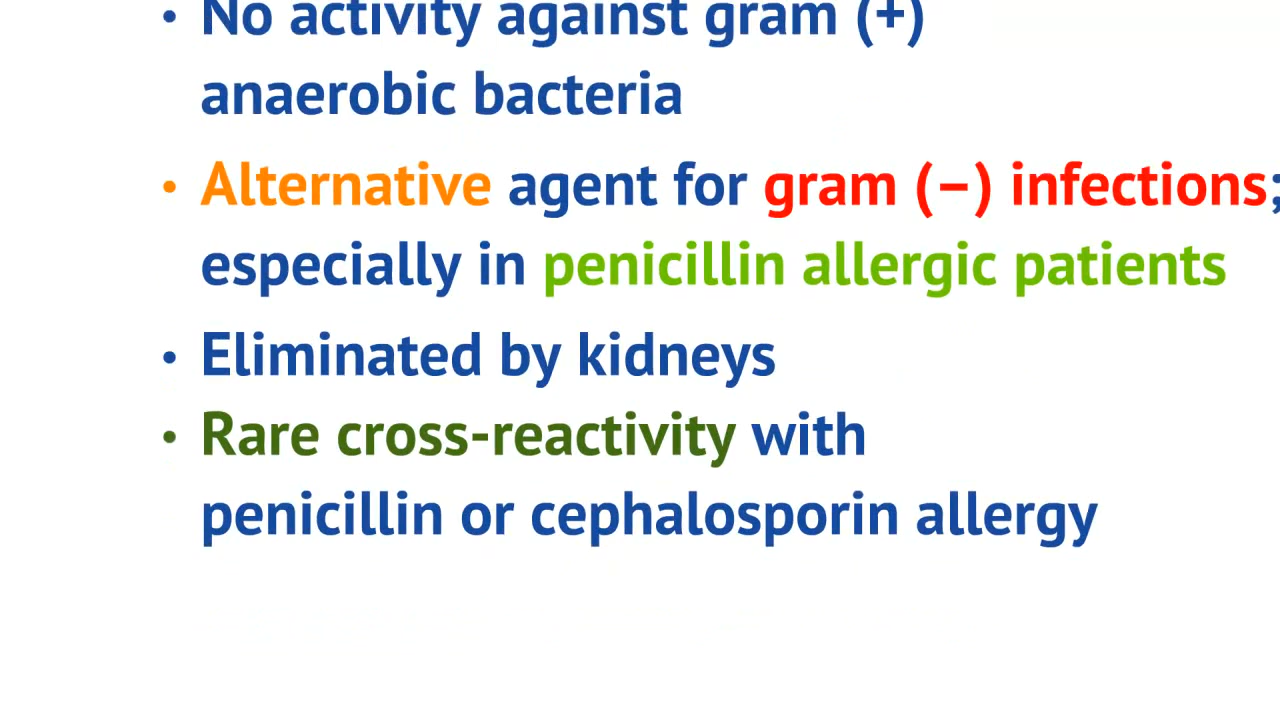 • No activity against gram (+)
anaerobic bacteria
• Alternative agent for gram (–) infections;
especially in penicillin allergic patients
• Eliminated by kidneys
• Rare cross-reactivity with
penicillin or cephalosporin allergy